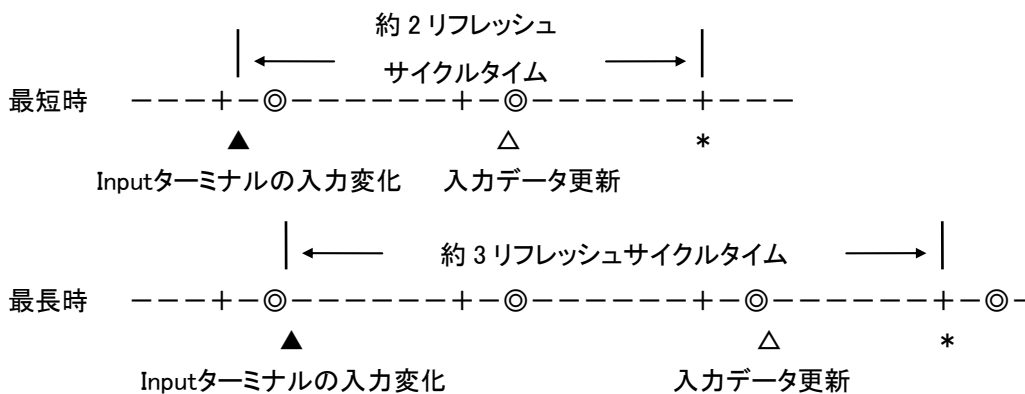 約2リフレッシュ
サイクルタイム
最短時 ---+-◎------+-◎------+---
▲ △ *
Inputターミナルの入力変化 入力データ更新
約3リフレッシュサイクルタイム
最長時 ---+-◎------+-◎------+-◎------+-◎-
▲ △ *
Inputターミナルの入力変化 入力データ更新